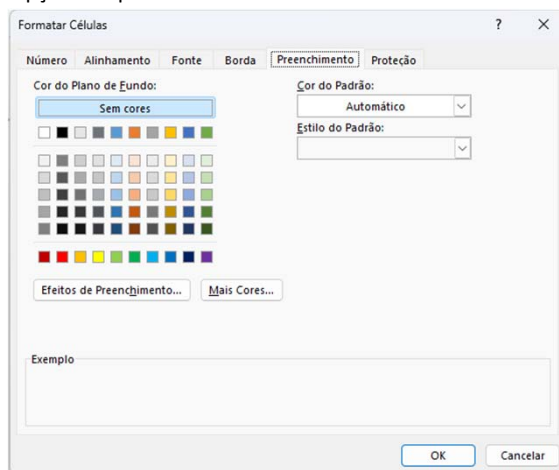 Formatar Células ? X
Número Alinhamento Fonte Borda Preenchimento Proteção
Cor do Plano de Fundo:
Sem cores
Cor do Padrão:
Automático
Estilo do Padrão:
Efeitos de Preenchimento... Mais Cores...
Exemplo
OK Cancelar